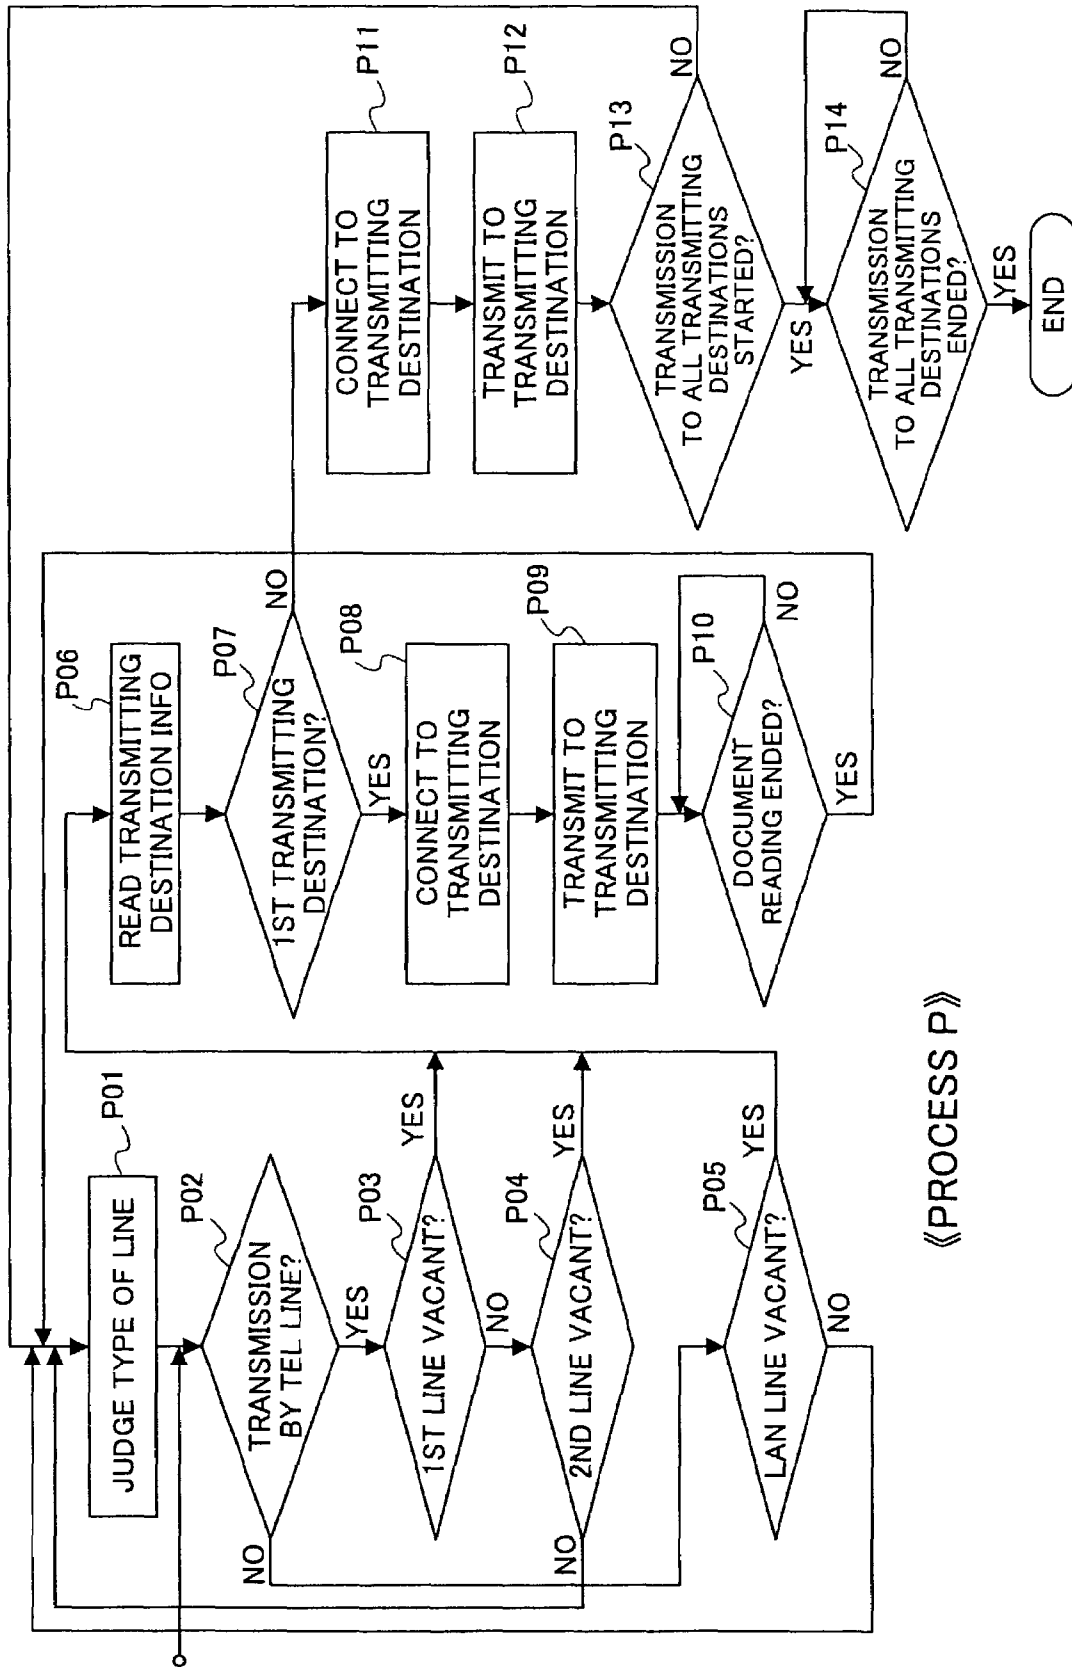 P01
JUDGE TYPE OF LINE
P02
TRANSMISSION
BY TEL LINE?
NO
YES
P03
1ST LINE VACANT?
YES
NO
P04
2ND LINE VACANT?
YES
NO
P05
LAN LINE VACANT?
YES
NO
P06
READ TRANSMITTING
DESTINATION INFO
P07
1ST TRANSMITTING
DESTINATION?
NO
YES
P08
CONNECT TO
TRANSMITTING
DESTINATION
P09
TRANSMIT TO
TRANSMITTING
DESTINATION
P10
DOCUMENT
READING ENDED?
NO
YES
P11
CONNECT TO
TRANSMITTING
DESTINATION
P12
TRANSMIT TO
TRANSMITTING
DESTINATION
P13
TRANSMISSION
TO ALL TRANSMITTING
DESTINATIONS
STARTED?
NO
YES
P14
TRANSMISSION
TO ALL TRANSMITTING
DESTINATIONS
ENDED?
NO
YES
END
《PROCESS P》